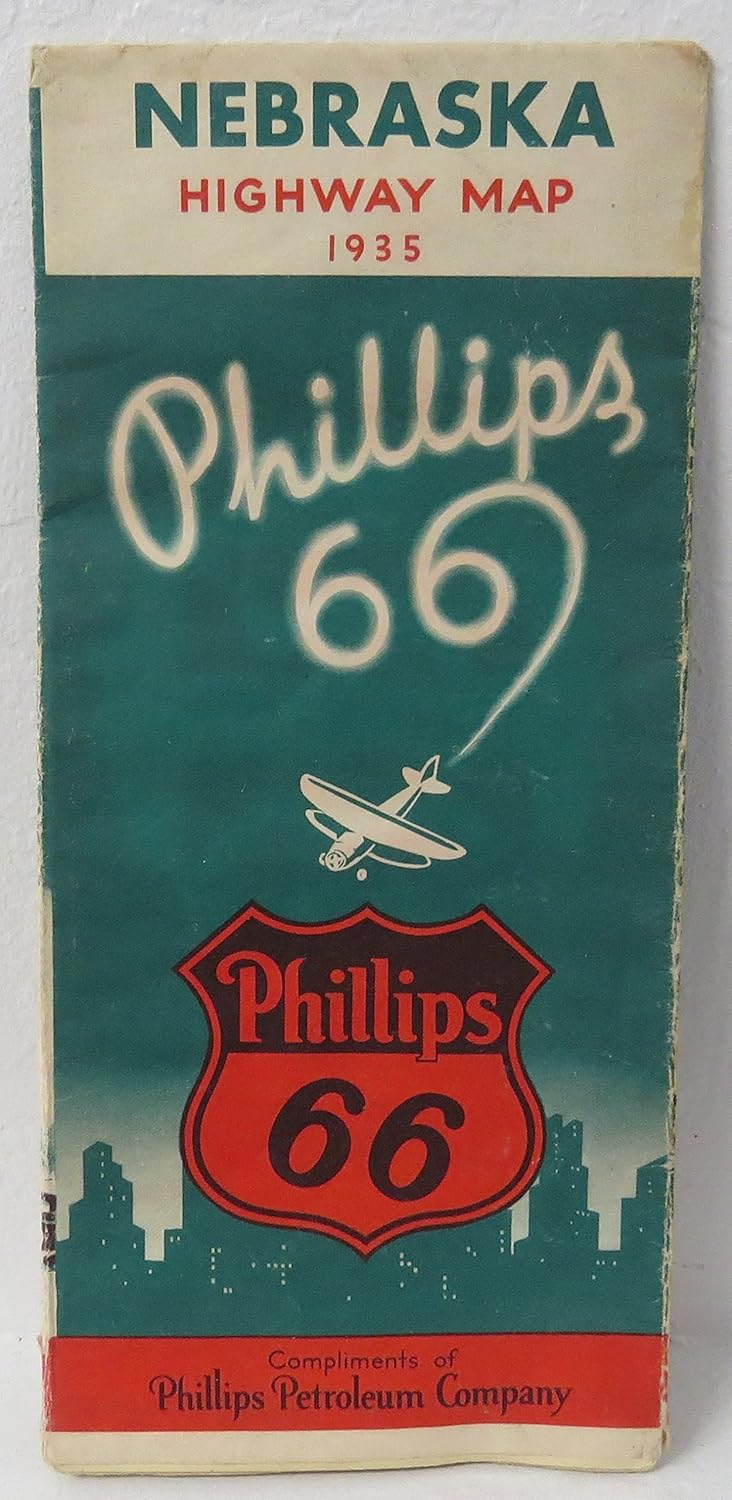 NEBRASKA
HIGHWAY MAP
1935
Phillips
66
Phillips
66
Compliments of
Phillips Petroleum Company